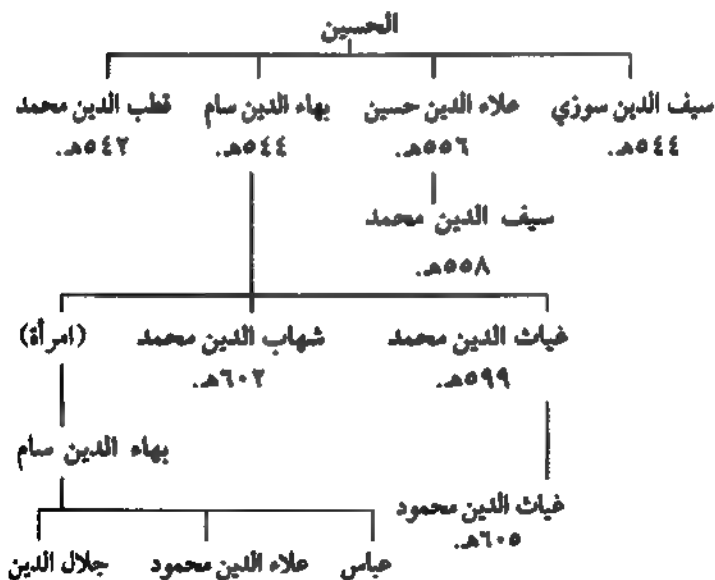 الحسين
سيف الدين سوزي علاء الدين حسين بهاء الدين سام قطب الدين محمد
٥٤٤هـ. ٥٥٦هـ. ٥٤٤هـ. ٥٤٢هـ.
سيف الدين محمد
٥٥٨هـ.
غياث الدين محمد شهاب الدين محمد (امرأة)
٥٩٩هـ. ٦٠٢هـ.
بهاء الدين سام
غياث الدين محمود
٦٠٥هـ.
عباس علاء الدين محمود جلال الدين